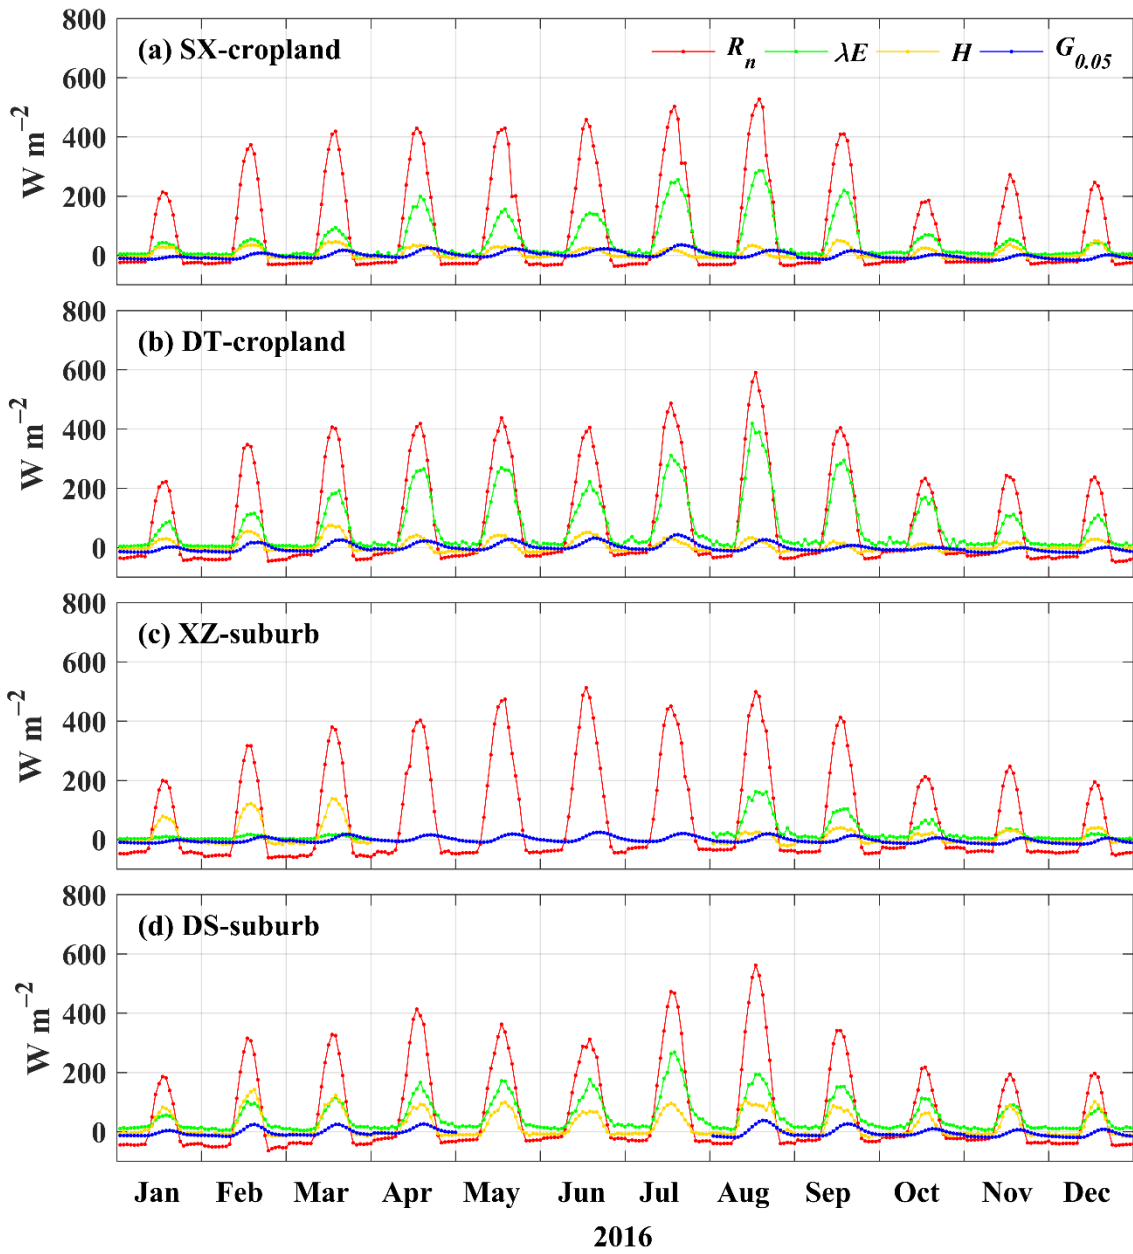 800
600
400
200
0
W m−2
(a) SX-cropland
Rn λE H G0.05
800
600
400
200
0
W m−2
(b) DT-cropland
800
600
400
200
0
W m−2
(c) XZ-suburb
800
600
400
200
0
W m−2
(d) DS-suburb
Jan Feb Mar Apr May Jun Jul Aug Sep Oct Nov Dec
2016